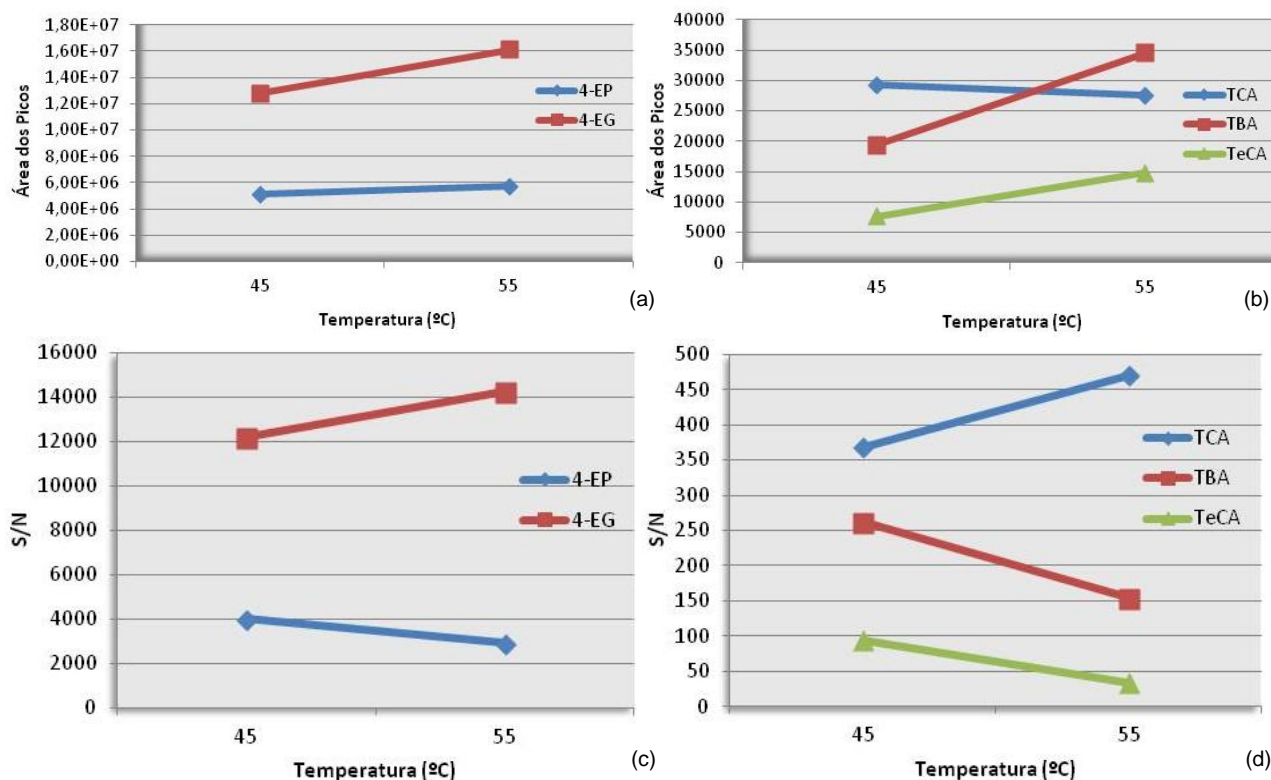 Área dos Picos
1,80E+07
1,60E+07
1,40E+07
1,20E+07
1,00E+07
8,00E+06
6,00E+06
4,00E+06
2,00E+06
0,00E+00
4-EP
4-EG
45
55
Temperatura (ºC)
(a)
Área dos Picos
40000
35000
30000
25000
20000
15000
10000
5000
0
TCA
TBA
TeCA
45
55
Temperatura (ºC)
(b)
S/N
16000
14000
12000
10000
8000
6000
4000
2000
0
4-EP
4-EG
45
55
Temperatura (ºC)
(c)
S/N
500
450
400
350
300
250
200
150
100
50
0
TCA
TBA
TeCA
45
55
Temperatura (ºC)
(d)